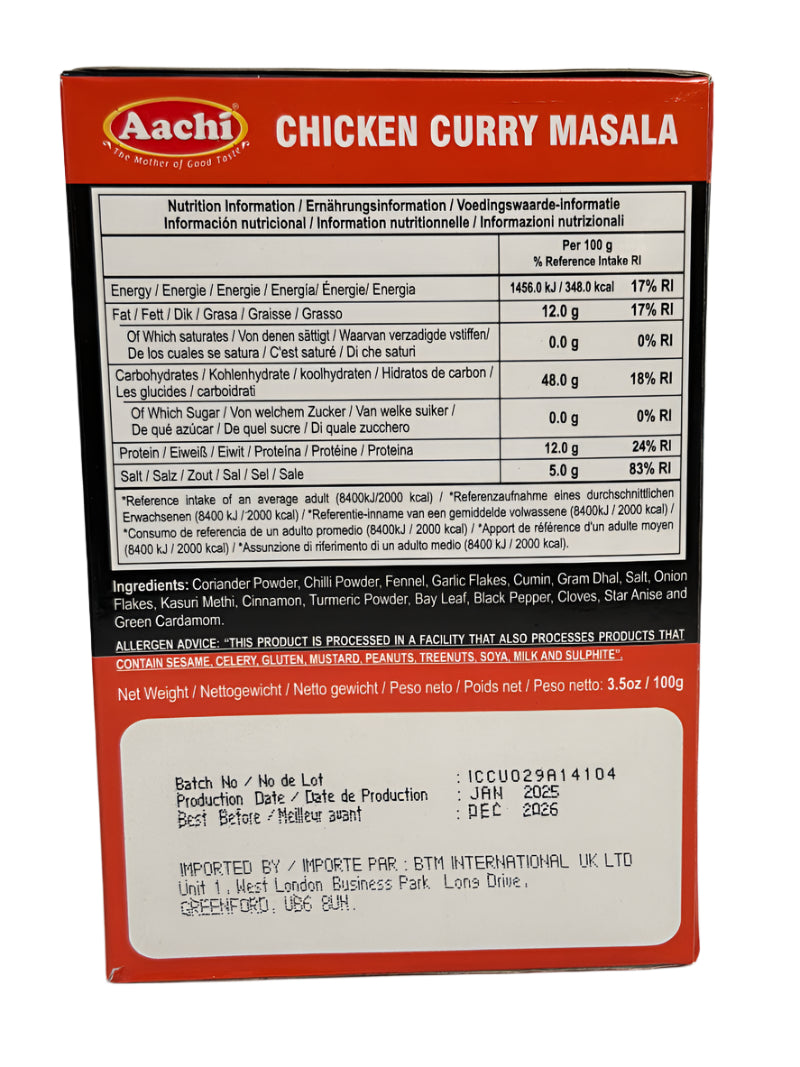 Aachi®
The Mother of Good Taste
CHICKEN CURRY MASALA
Nutrition Information / Ernährungsinformation / Voedingswaarde-informatie
Información nutricional / Information nutritionnelle / Informazioni nutrizionali
Per 100 g
% Reference Intake RI
Energy / Energie / Energie / Energía/ Énergie/ Energia 1456.0 kJ / 348.0 kcal 17% RI
Fat / Fett / Dik / Grasa / Graisse / Grasso 12.0 g 17% RI
Of Which saturates / Von denen sättigt / Waarvan verzadigde vstiffen/
De los cuales se satura / C'est saturé / Di che saturi 0.0 g 0% RI
Carbohydrates / Kohlenhydrate / koolhydraten / Hidratos de carbon /
Les glucides / carboidrati 48.0 g 18% RI
Of Which Sugar / Von welchem Zucker / Van welke suiker /
De qué azúcar / De quel sucre / Di quale zucchero 0.0 g 0% RI
Protein / Eiweiß / Eiwit / Proteína / Protéine / Proteina 12.0 g 24% RI
Salt / Salz / Zout / Sal / Sel / Sale 5.0 g 83% RI
*Reference intake of an average adult (8400kJ/2000 kcal) / *Referenzaufnahme eines durchschnittlichen
Erwachsenen (8400 kJ / 2000 kcal) / *Referentie-inname van een gemiddelde volwassene (8400kJ / 2000 kcal) /
*Consumo de referencia de un adulto promedio (8400kJ / 2000 kcal) / *Apport de référence d'un adulte moyen
(8400 kJ / 2000 kcal) / *Assunzione di riferimento di un adulto medio (8400 kJ / 2000 kcal).
Ingredients: Coriander Powder, Chilli Powder, Fennel, Garlic Flakes, Cumin, Gram Dhal, Salt, Onion
Flakes, Kasuri Methi, Cinnamon, Turmeric Powder, Bay Leaf, Black Pepper, Cloves, Star Anise and
Green Cardamom.
ALLERGEN ADVICE: "THIS PRODUCT IS PROCESSED IN A FACILITY THAT ALSO PROCESSES PRODUCTS THAT
CONTAIN SESAME, CELERY, GLUTEN, MUSTARD, PEANUTS, TREENUTS, SOYA, MILK AND SULPHITE".
Net Weight / Nettogewicht / Netto gewicht / Peso neto / Poids net / Peso netto: 3.5oz / 100g
Batch No / No de Lot : ICCU029A14104
Production Date / Date de Production : JAN 2025
Best Before / Meilleur avant : DEC 2026
IMPORTED BY / IMPORTE PAR : BTM INTERNATIONAL UK LTD
Unit 1, West London Business Park Long Drive,
GREENFORD, UB6 8UH.